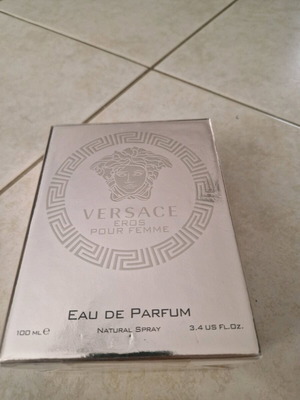 VERSACE
EROS
POUR FEMME
EAU DE PARFUM
100 ML ℮ NATURAL SPRAY 3.4 US FL.OZ.